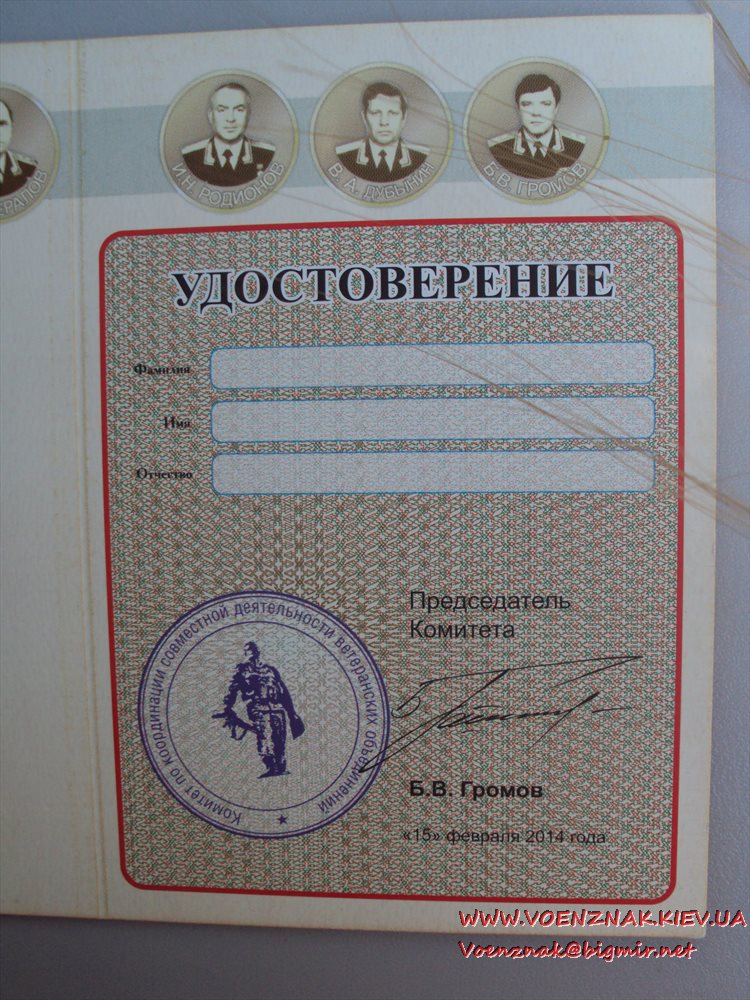 И.Н. РОДИОНОВ
В. А. ДУБЫНИН
Б.В. ГРОМОВ
УДОСТОВЕРЕНИЕ
Фамилия
Имя
Отчество
Председатель
Комитета
Комитет по координации совместной деятельности ветеранских объединений
Б.В. Громов
«15» февраля 2014 года
WWW.VOENZNAK.KIEV.UA
Voenznak@bigmir.net